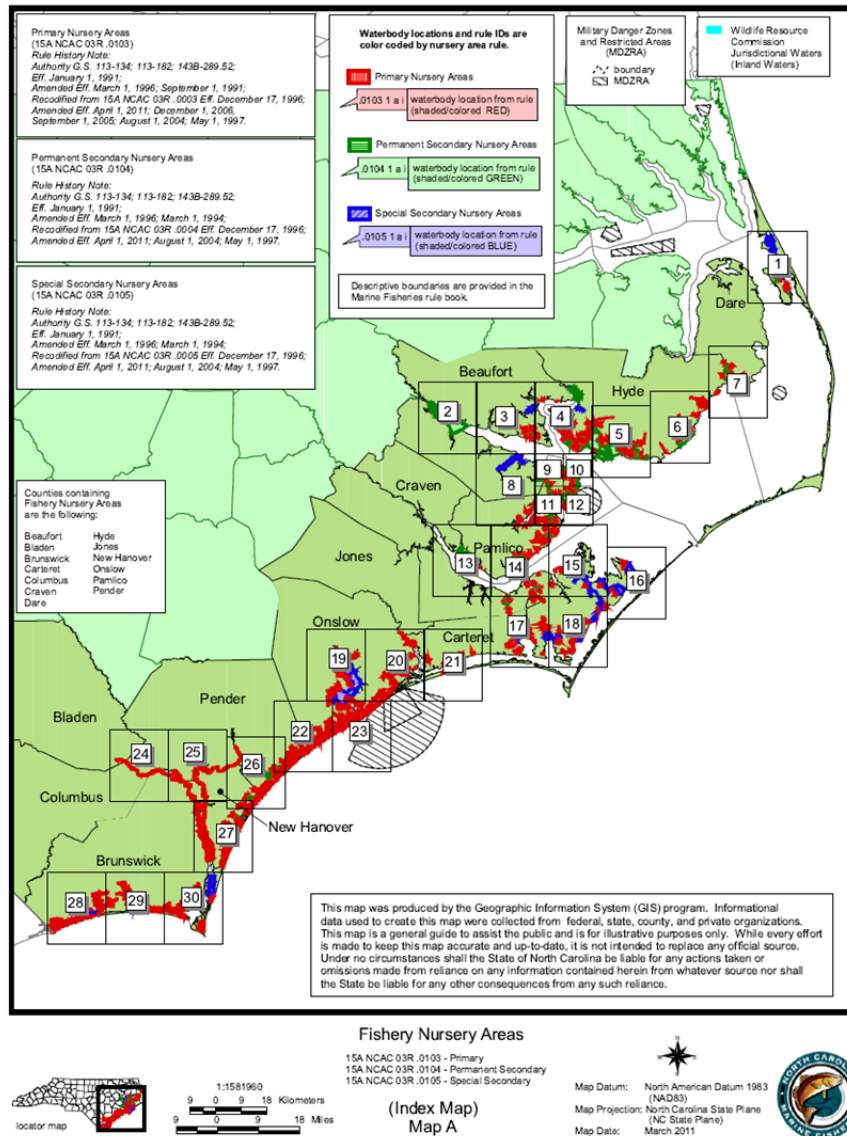 Primary Nursery Areas
(15A NCAC 03R .0103)
Rule History Note:
Authority G.S. 113-134; 113-182; 143B-289.52;
Eff. January 1, 1991;
Amended Eff. March 1, 1996; September 1, 1991;
Recodified from 15A NCAC 03R .0003 Eff. December 17, 1996;
Amended Eff. April 1, 2011; December 1, 2006,
September 1, 2005; August 1, 2004; May 1, 1997.
Permanent Secondary Nursery Areas
(15A NCAC 03R .0104)
Rule History Note:
Authority G.S. 113-134; 113-182; 143B-289.52;
Eff. January 1, 1991;
Amended Eff. March 1, 1996; March 1, 1994;
Recodified from 15A NCAC 03R .0004 Eff. December 17, 1996;
Amended Eff. April 1, 2011; August 1, 2004; May 1, 1997.
Special Secondary Nursery Areas
(15A NCAC 03R .0105)
Rule History Note:
Authority G.S. 113-134; 113-182; 143B-289.52;
Eff. January 1, 1991;
Amended Eff. March 1, 1996; March 1, 1994;
Recodified from 15A NCAC 03R .0005 Eff. December 17, 1996;
Amended Eff. April 1, 2011; August 1, 2004; May 1, 1997.
Waterbody locations and rule IDs are
color coded by nursery area rule.
Primary Nursery Areas
.0103 1 a i
waterbody location from rule
(shaded/colored RED)
Permanent Secondary Nursery Areas
.0104 1 a i
waterbody location from rule
(shaded/colored GREEN)
Special Secondary Nursery Areas
.0105 1 a i
waterbody location from rule
(shaded/colored BLUE)
Descriptive boundaries are provided in the
Marine Fisheries rule book.
Military Danger Zones
and Restricted Areas
(MDZRA)
boundary
MDZRA
Wildlife Resource
Commission
Jurisdictional Waters
(Inland Waters)
1
Dare
Beaufort
Hyde
7
2
3
4
5
6
9
10
8
Craven
11
12
Counties containing
Fishery Nursery Areas
are the following:
Beaufort Hyde
Bladen Jones
Brunswick New Hanover
Carteret Onslow
Columbus Pamlico
Craven Pender
Dare
Jones
Pamlico
13
14
15
16
Onslow
17
18
Carteret
19
20
21
Pender
Bladen
22
23
24
25
26
Columbus
27
New Hanover
Brunswick
28
29
30
This map was produced by the Geographic Information System (GIS) program. Informational
data used to create this map were collected from federal, state, county, and private organizations.
This map is a general guide to assist the public and is for illustrative purposes only. While every effort
is made to keep this map accurate and up-to-date, it is not intended to replace any official source.
Under no circumstances shall the State of North Carolina be liable for any actions taken or
omissions made from reliance on any information contained herein from whatever source nor shall
the State be liable for any other consequences from any such reliance.
Fishery Nursery Areas
15A NCAC 03R .0103 - Primary
15A NCAC 03R .0104 - Permanent Secondary
15A NCAC 03R .0105 - Special Secondary
(Index Map)
Map A
locator map
1:1581960
9 0 9 18 Kilometers
9 0 9 18 Miles
N
W E
S
Map Datum: North American Datum 1983
(NAD83)
Map Projection: North Carolina State Plane
(NC State Plane)
Map Date: March 2011
NORTH CAROL
MARINE FISHER